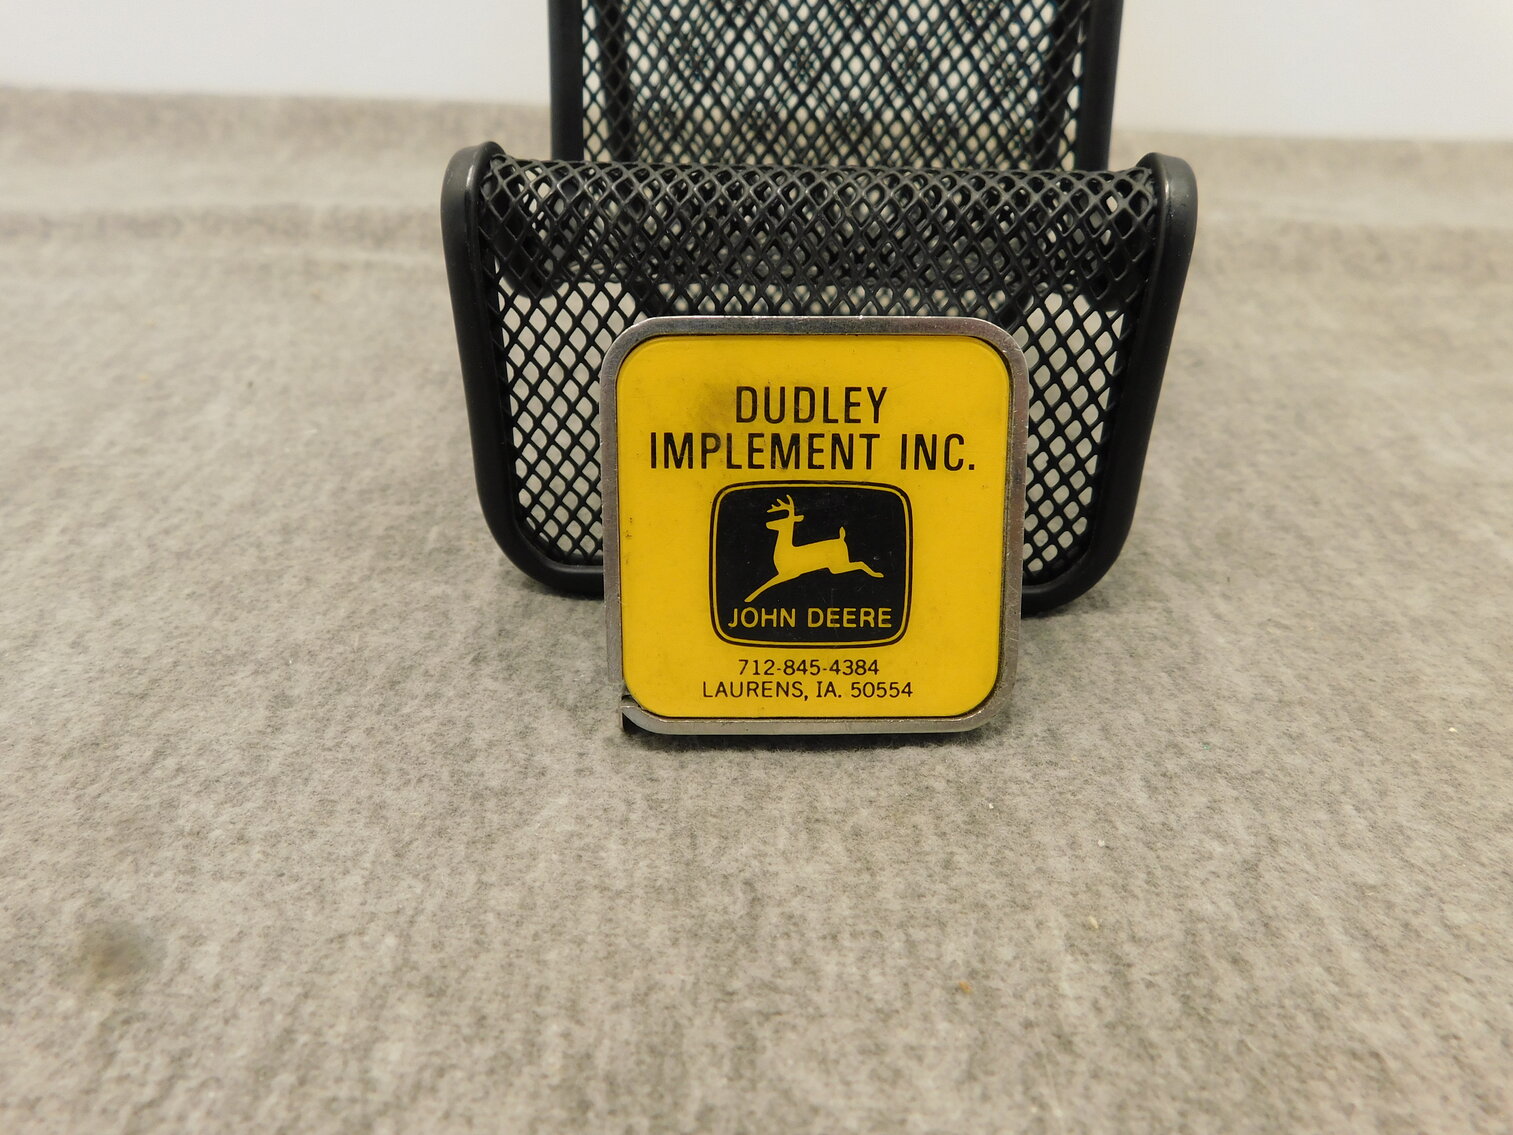 DUDLEY
IMPLEMENT INC.
JOHN DEERE
712-845-4384
LAURENS, IA. 50554